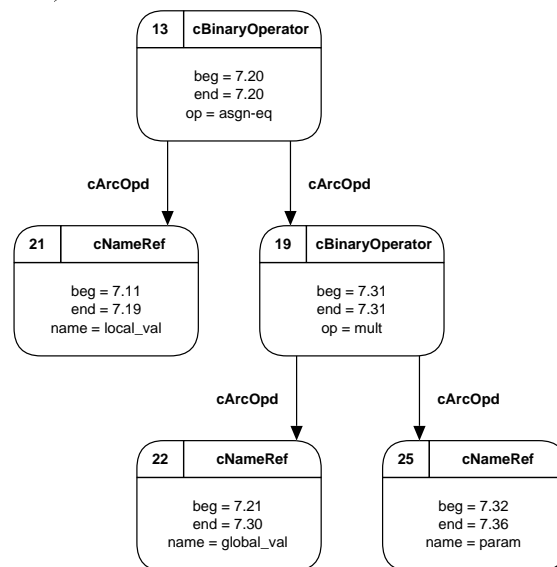 13 cBinaryOperator
beg = 7.20
end = 7.20
op = asgn-eq
cArcOpd cArcOpd
21 cNameRef
beg = 7.11
end = 7.19
name = local_val
19 cBinaryOperator
beg = 7.31
end = 7.31
op = mult
cArcOpd cArcOpd
22 cNameRef
beg = 7.21
end = 7.30
name = global_val
25 cNameRef
beg = 7.32
end = 7.36
name = param